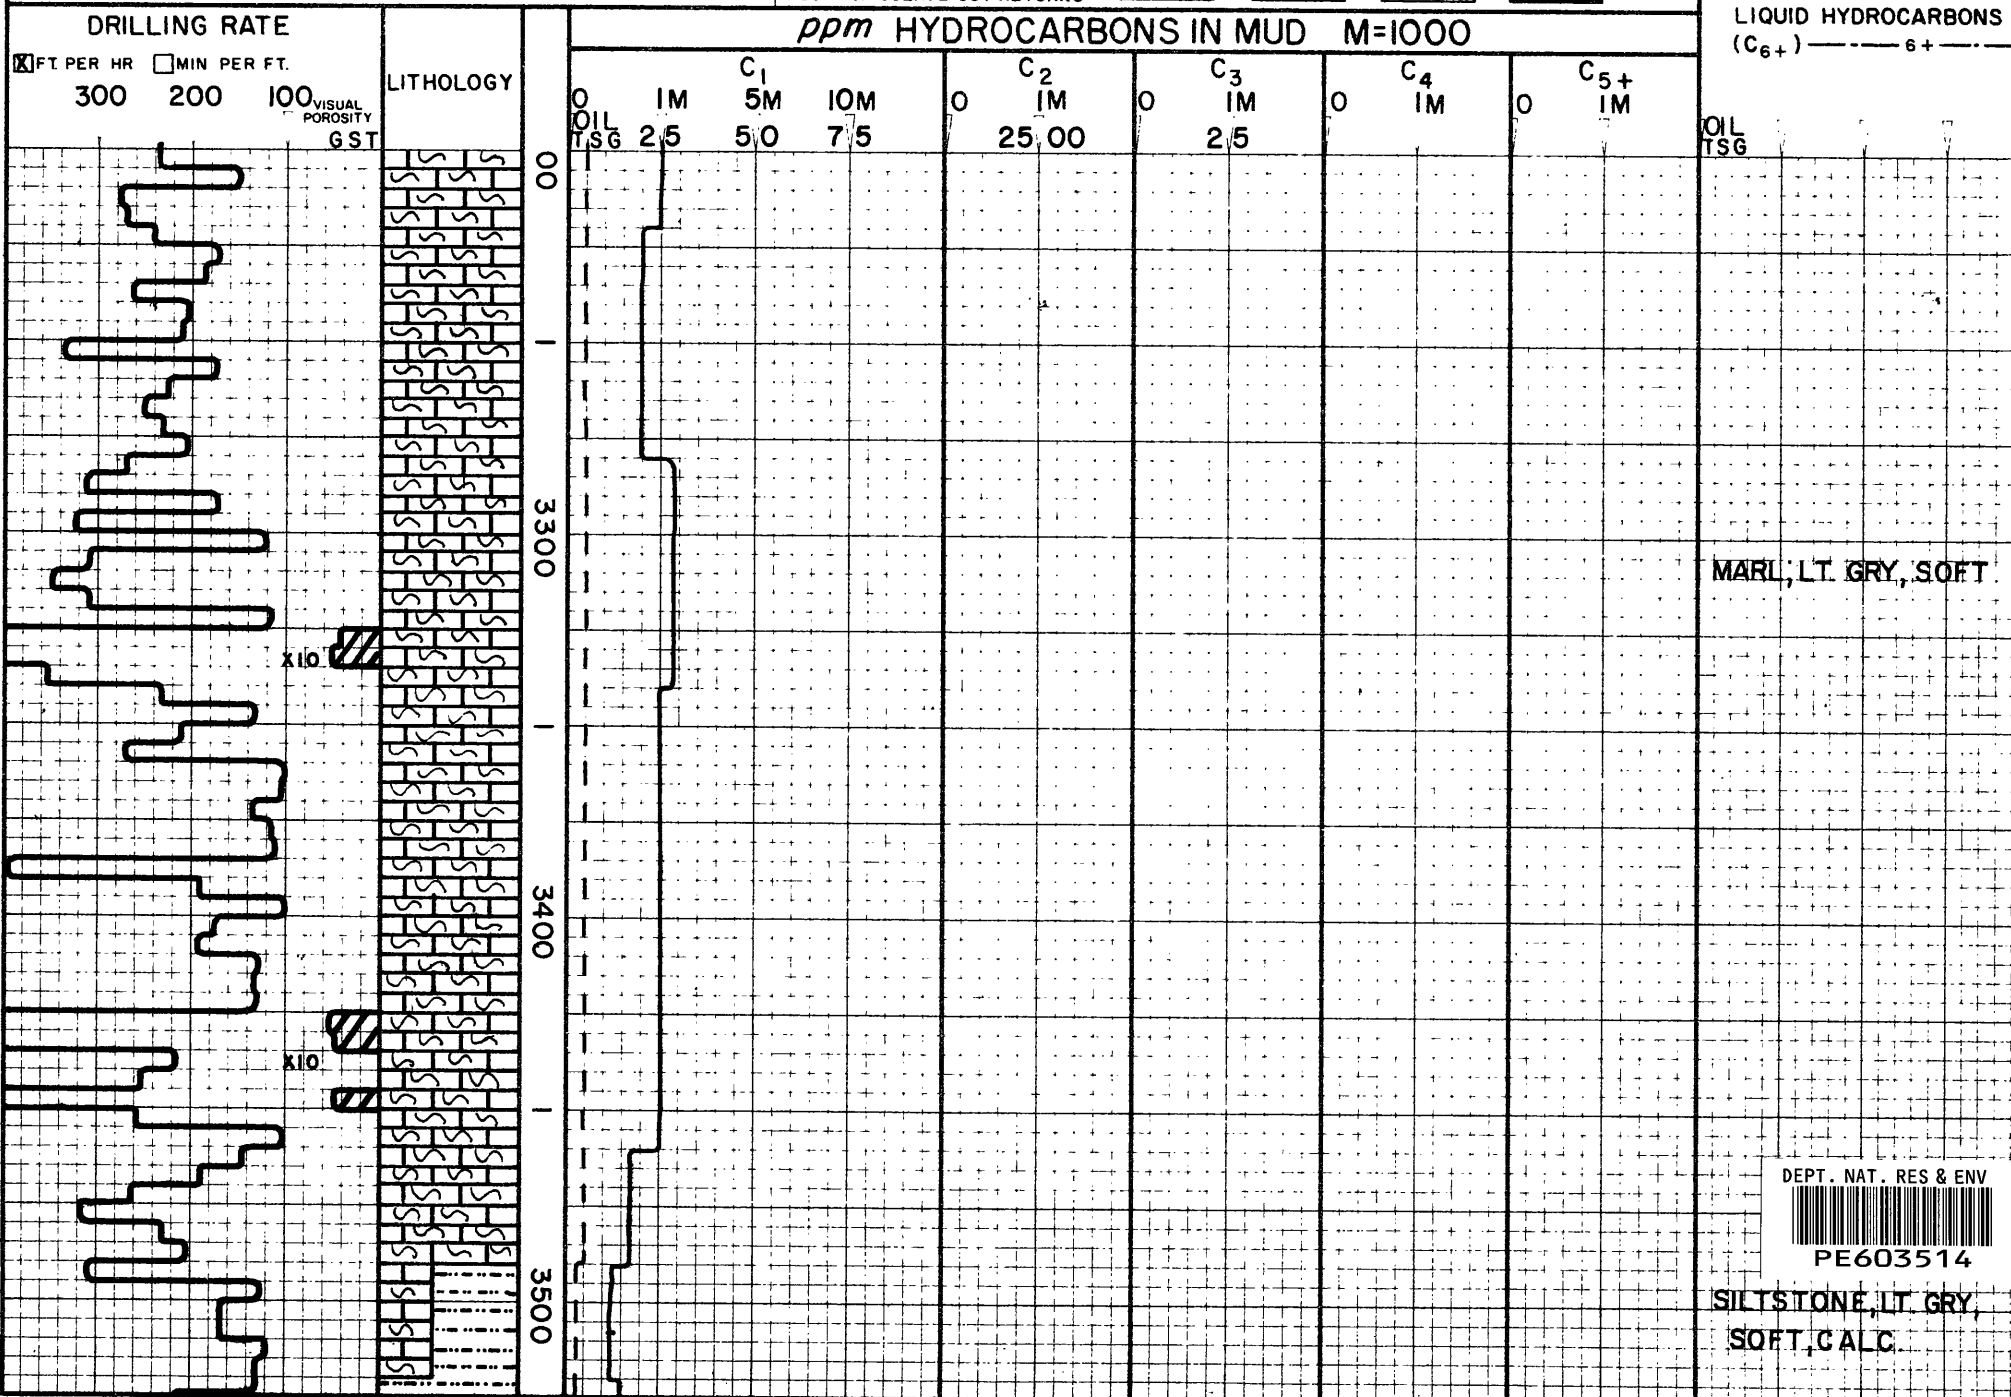 DRILLING RATE
X FT PER HR MIN PER FT.
300 200 100 VISUAL POROSITY
GST
LITHOLOGY
ppm HYDROCARBONS IN MUD M=1000
C1 C2 C3 C4 C5+
0 1M 5M 10M 0 1M 0 1M 0 1M 0 1M
OIL
TSG 25 50 75 2500 25
LIQUID HYDROCARBONS
(C6+) 6+
OIL
TSG
00
1
3300
MARL, LT. GRY, SOFT
X10
1
3400
X10
1
DEPT. NAT. RES & ENV
PE603514
3500
SILTSTONE, LT. GRY,
SOFT, CALC.